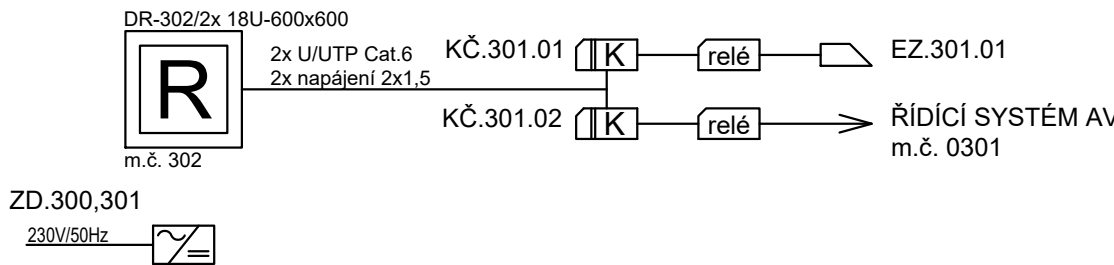 DR-302/2x 18U-600x600
R
m.č. 302
2x U/UTP Cat.6
2x napájení 2x1,5
KČ.301.01
K
relé
EZ.301.01
KČ.301.02
K
relé
ŘÍDÍCÍ SYSTÉM AV
m.č. 0301
ZD.300,301
230V/50Hz